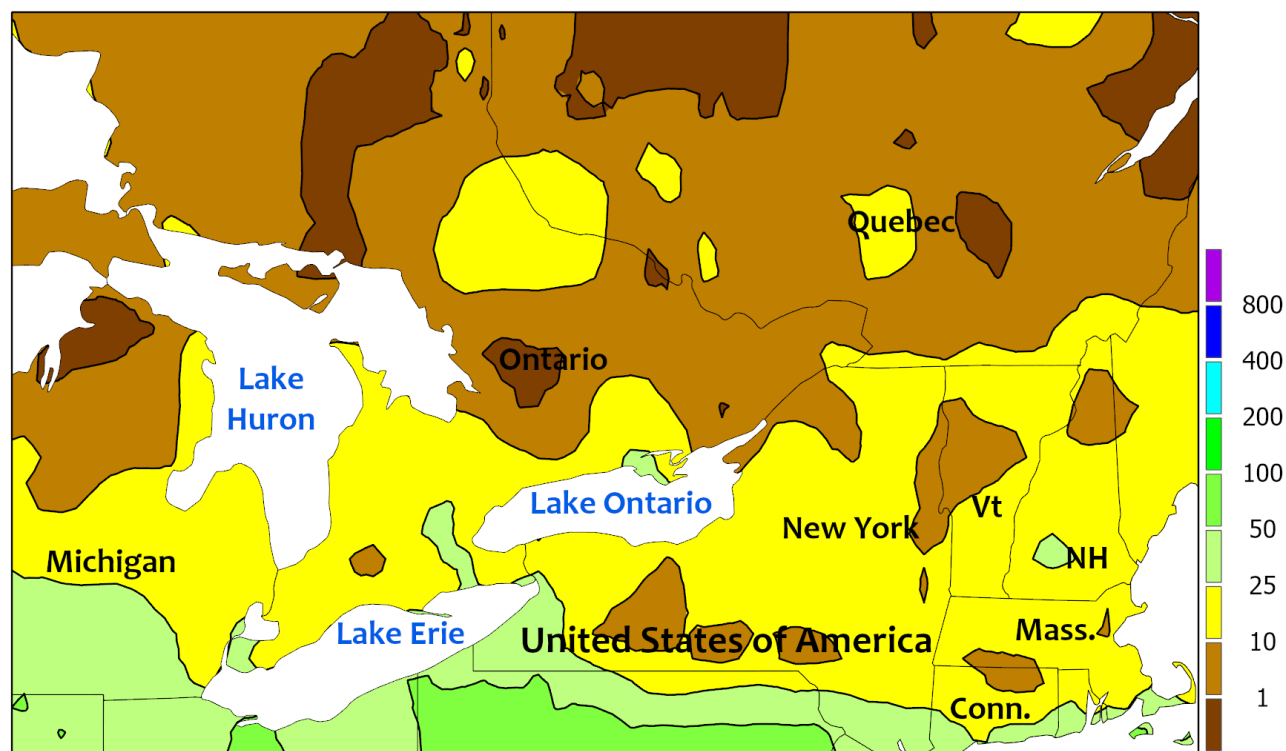 Quebec
Ontario
Lake
Huron
Lake Ontario
New York
Vt
Michigan
NH
Lake Erie
United States of America
Mass.
Conn.
800
400
200
100
50
25
10
1